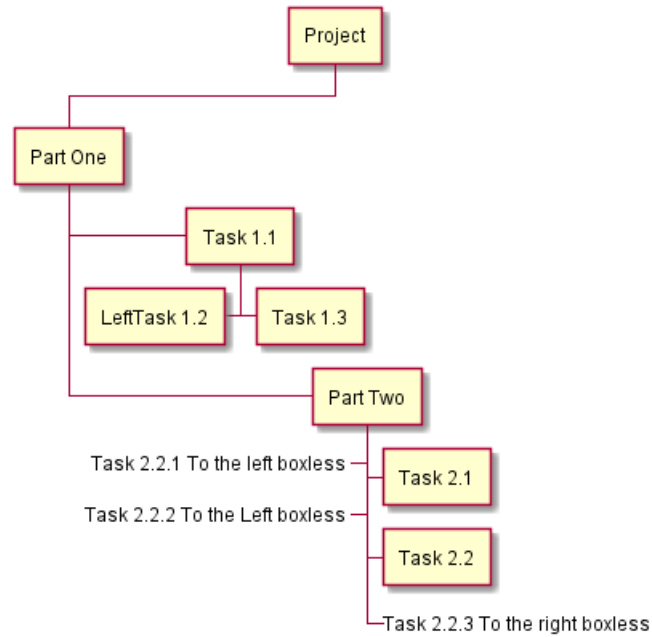 Project
Part One
Task 1.1
LeftTask 1.2
Task 1.3
Part Two
Task 2.2.1 To the left boxless
Task 2.1
Task 2.2.2 To the Left boxless
Task 2.2
Task 2.2.3 To the right boxless